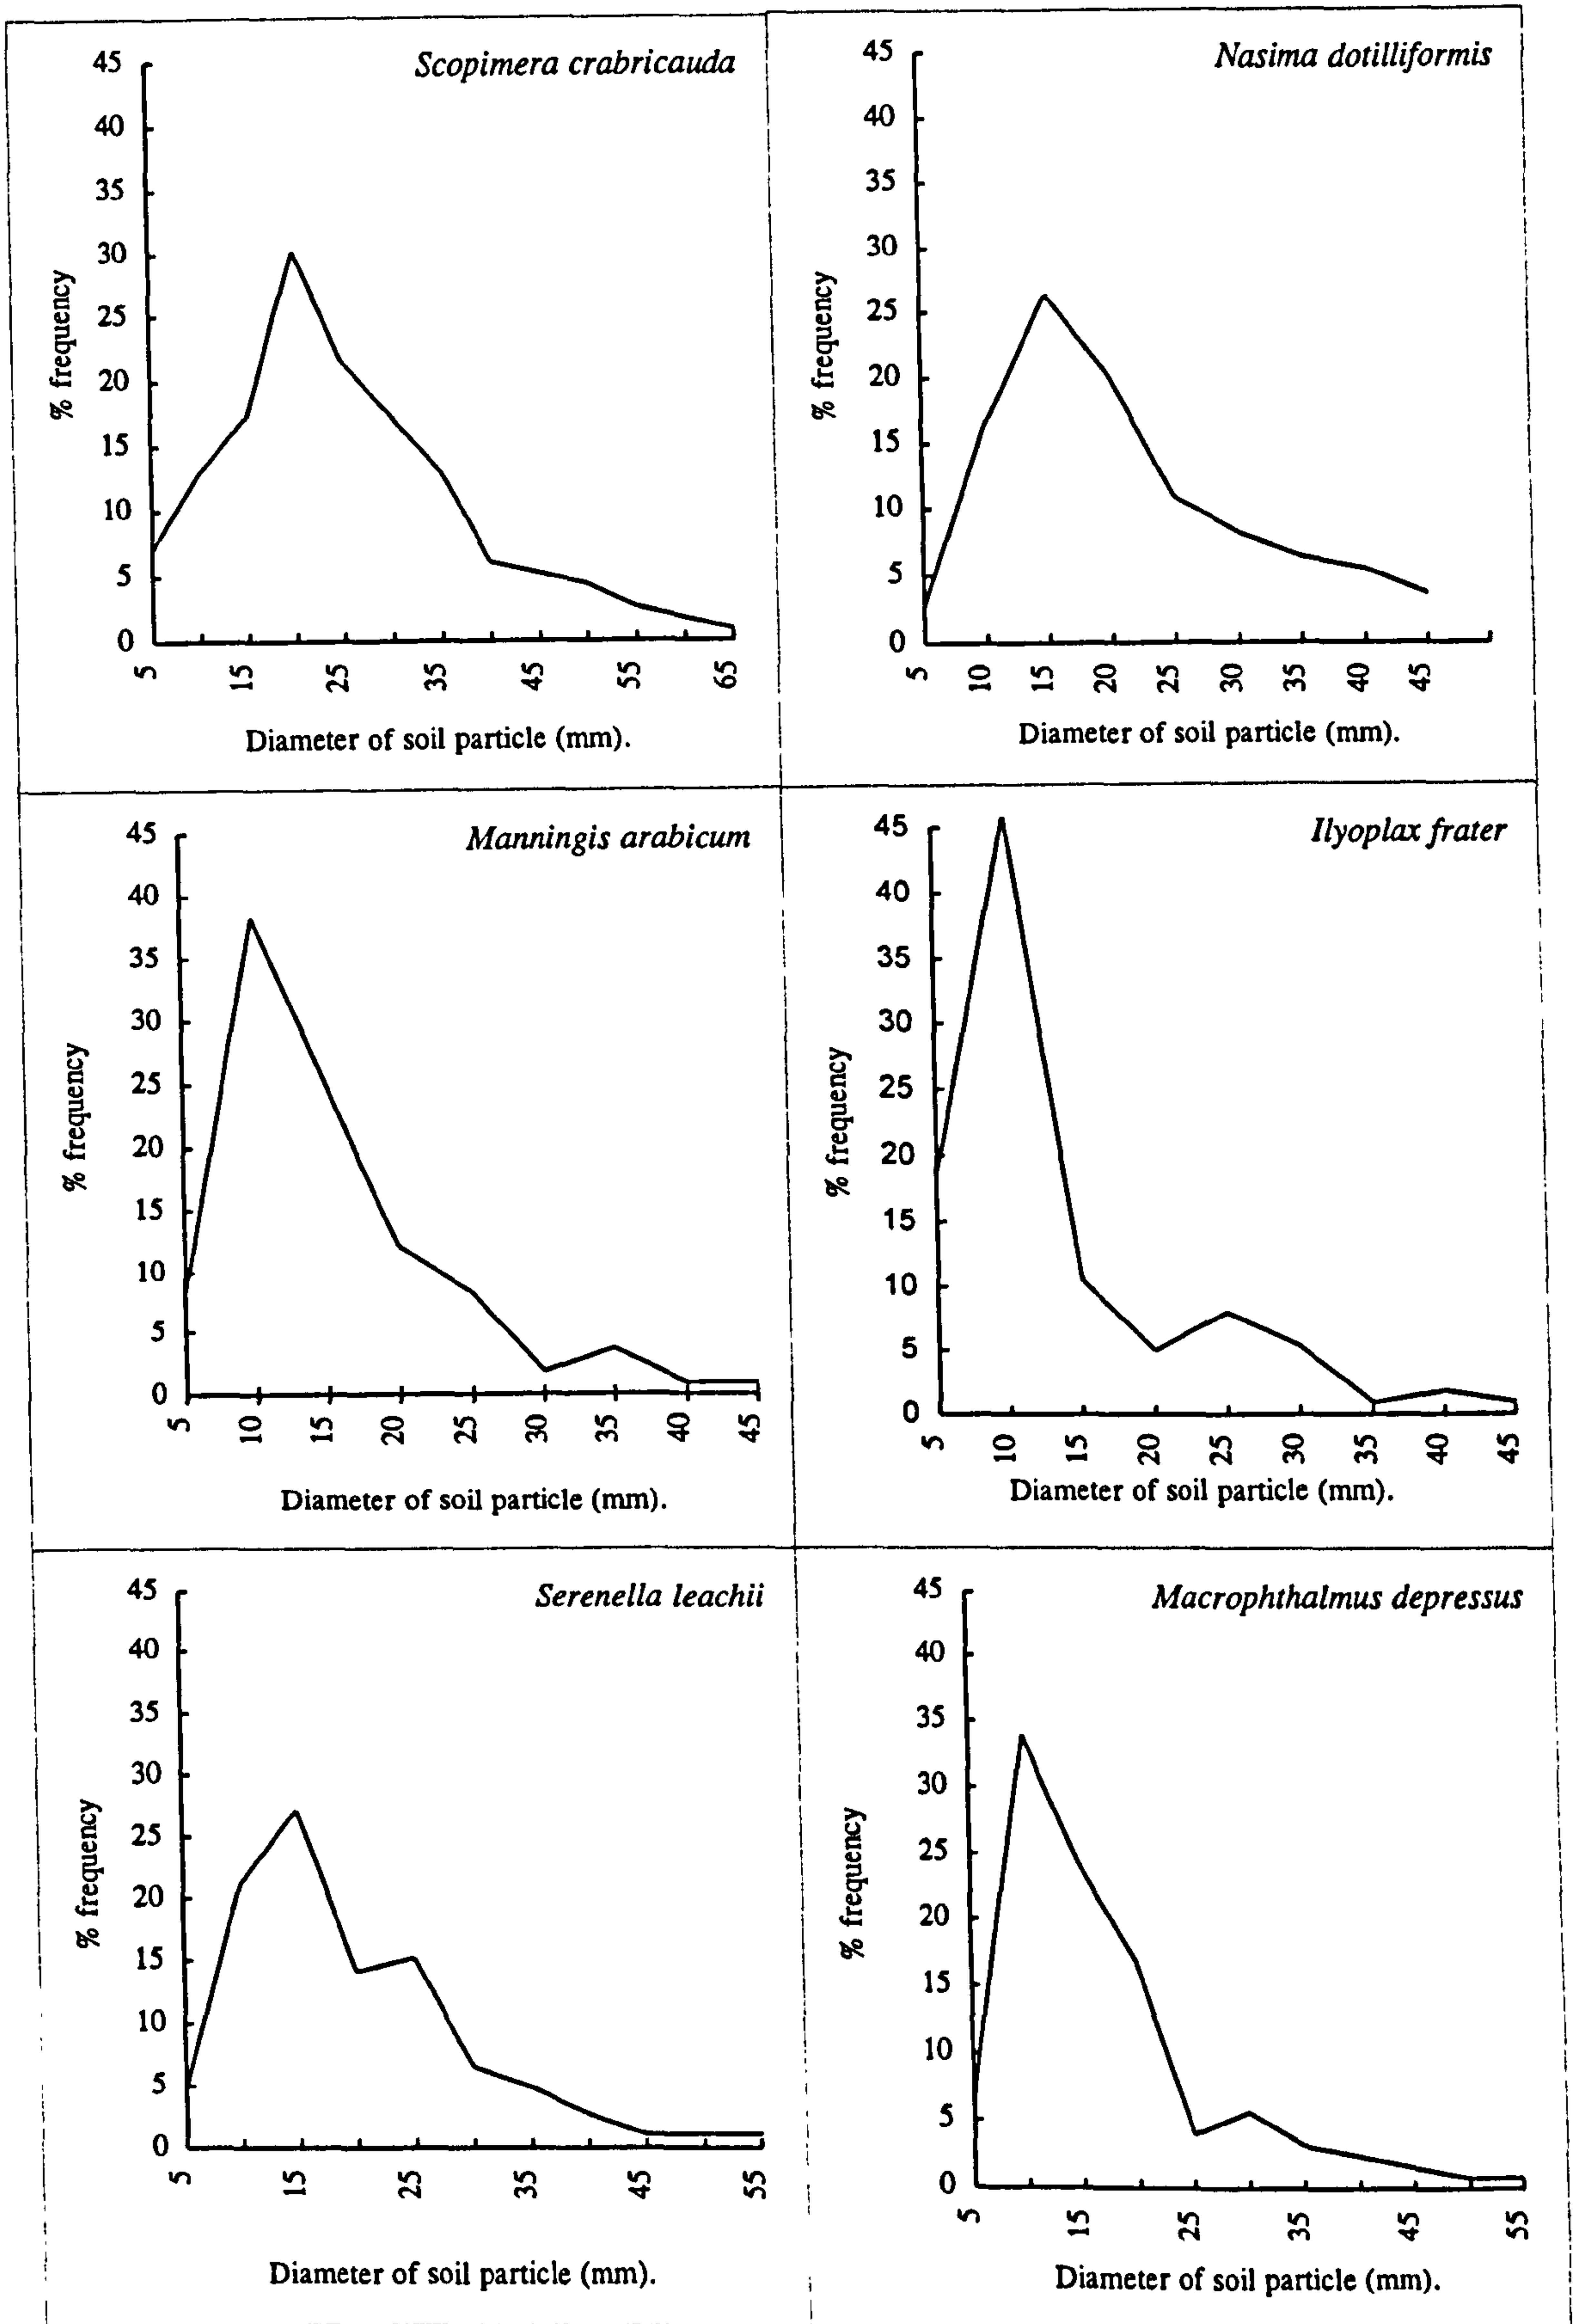 Scopimera crabricauda
45
40
35
30
25
20
15
10
5
0
% frequency
5 15 25 35 45 55 65
Diameter of soil particle (mm).
Nasima dotilliformis
45
40
35
30
25
20
15
10
5
0
% frequency
5 10 15 20 25 30 35 40 45
Diameter of soil particle (mm).
Manningis arabicum
45
40
35
30
25
20
15
10
5
0
% frequency
5 10 15 20 25 30 35 40 45
Diameter of soil particle (mm).
Ilyoplax frater
45
40
35
30
25
20
15
10
5
0
% frequency
5 10 15 20 25 30 35 40 45
Diameter of soil particle (mm).
Serenella leachii
45
40
35
30
25
20
15
10
5
0
% frequency
5 15 25 35 45 55
Diameter of soil particle (mm).
Macrophthalmus depressus
45
40
35
30
25
20
15
10
5
0
% frequency
5 15 25 35 45 55
Diameter of soil particle (mm).